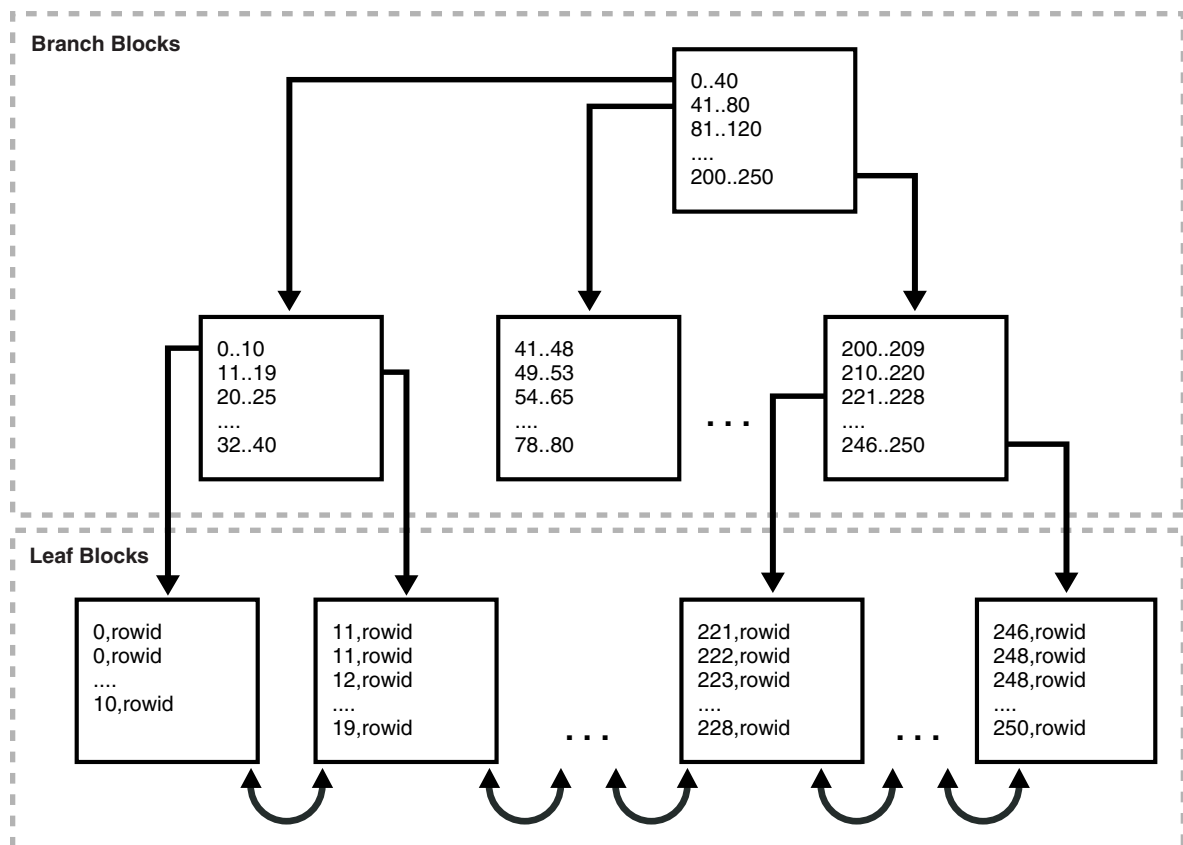 Branch Blocks
0..40
41..80
81..120
....
200..250
0..10
11..19
20..25
....
32..40
41..48
49..53
54..65
....
78..80
...
200..209
210..220
221..228
....
246..250
Leaf Blocks
0,rowid
0,rowid
....
10,rowid
11,rowid
11,rowid
12,rowid
....
19,rowid
...
221,rowid
222,rowid
223,rowid
....
228,rowid
...
246,rowid
248,rowid
248,rowid
....
250,rowid